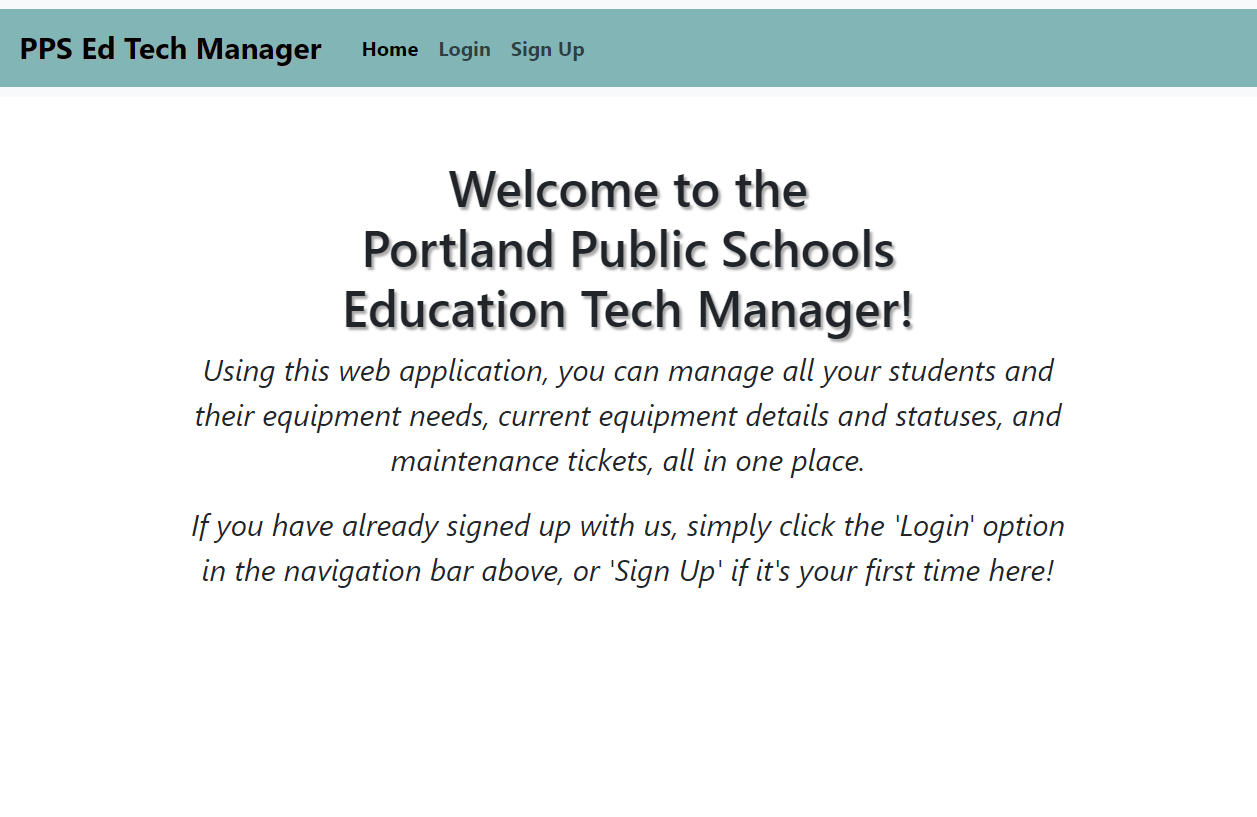 PPS Ed Tech Manager Home Login Sign Up
Welcome to the
Portland Public Schools
Education Tech Manager!
Using this web application, you can manage all your students and
their equipment needs, current equipment details and statuses, and
maintenance tickets, all in one place.
If you have already signed up with us, simply click the 'Login' option
in the navigation bar above, or 'Sign Up' if it's your first time here!